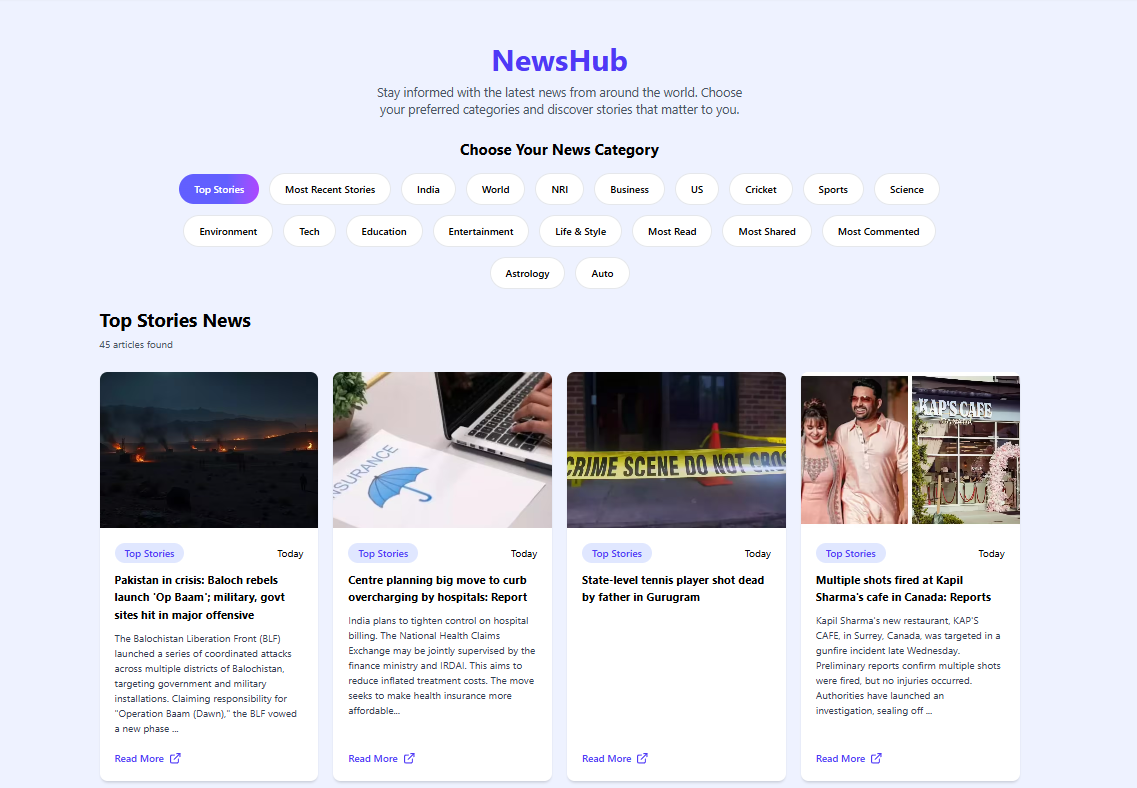 NewsHub
Stay informed with the latest news from around the world. Choose
your preferred categories and discover stories that matter to you.
Choose Your News Category
Top Stories
Most Recent Stories
India
World
NRI
Business
US
Cricket
Sports
Science
Environment
Tech
Education
Entertainment
Life & Style
Most Read
Most Shared
Most Commented
Astrology
Auto
Top Stories News
45 articles found
Top Stories
Today
Pakistan in crisis: Baloch rebels
launch 'Op Baam'; military, govt
sites hit in major offensive
The Balochistan Liberation Front (BLF)
launched a series of coordinated attacks
across multiple districts of Balochistan,
targeting government and military
installations. Claiming responsibility for
"Operation Baam (Dawn)," the BLF vowed
a new phase ...
Read More
INSURANCE
Top Stories
Today
Centre planning big move to curb
overcharging by hospitals: Report
India plans to tighten control on hospital
billing. The National Health Claims
Exchange may be jointly supervised by the
finance ministry and IRDAI. This aims to
reduce inflated treatment costs. The move
seeks to make health insurance more
affordable...
Read More
CRIME SCENE DO NOT CROS
Top Stories
Today
State-level tennis player shot dead
by father in Gurugram
Read More
KAP'S CAFE
Top Stories
Today
Multiple shots fired at Kapil
Sharma's cafe in Canada: Reports
Kapil Sharma's new restaurant, KAP'S
CAFE, in Surrey, Canada, was targeted in a
gunfire incident late Wednesday.
Preliminary reports confirm multiple shots
were fired, but no injuries occurred.
Authorities have launched an
investigation, sealing off ...
Read More